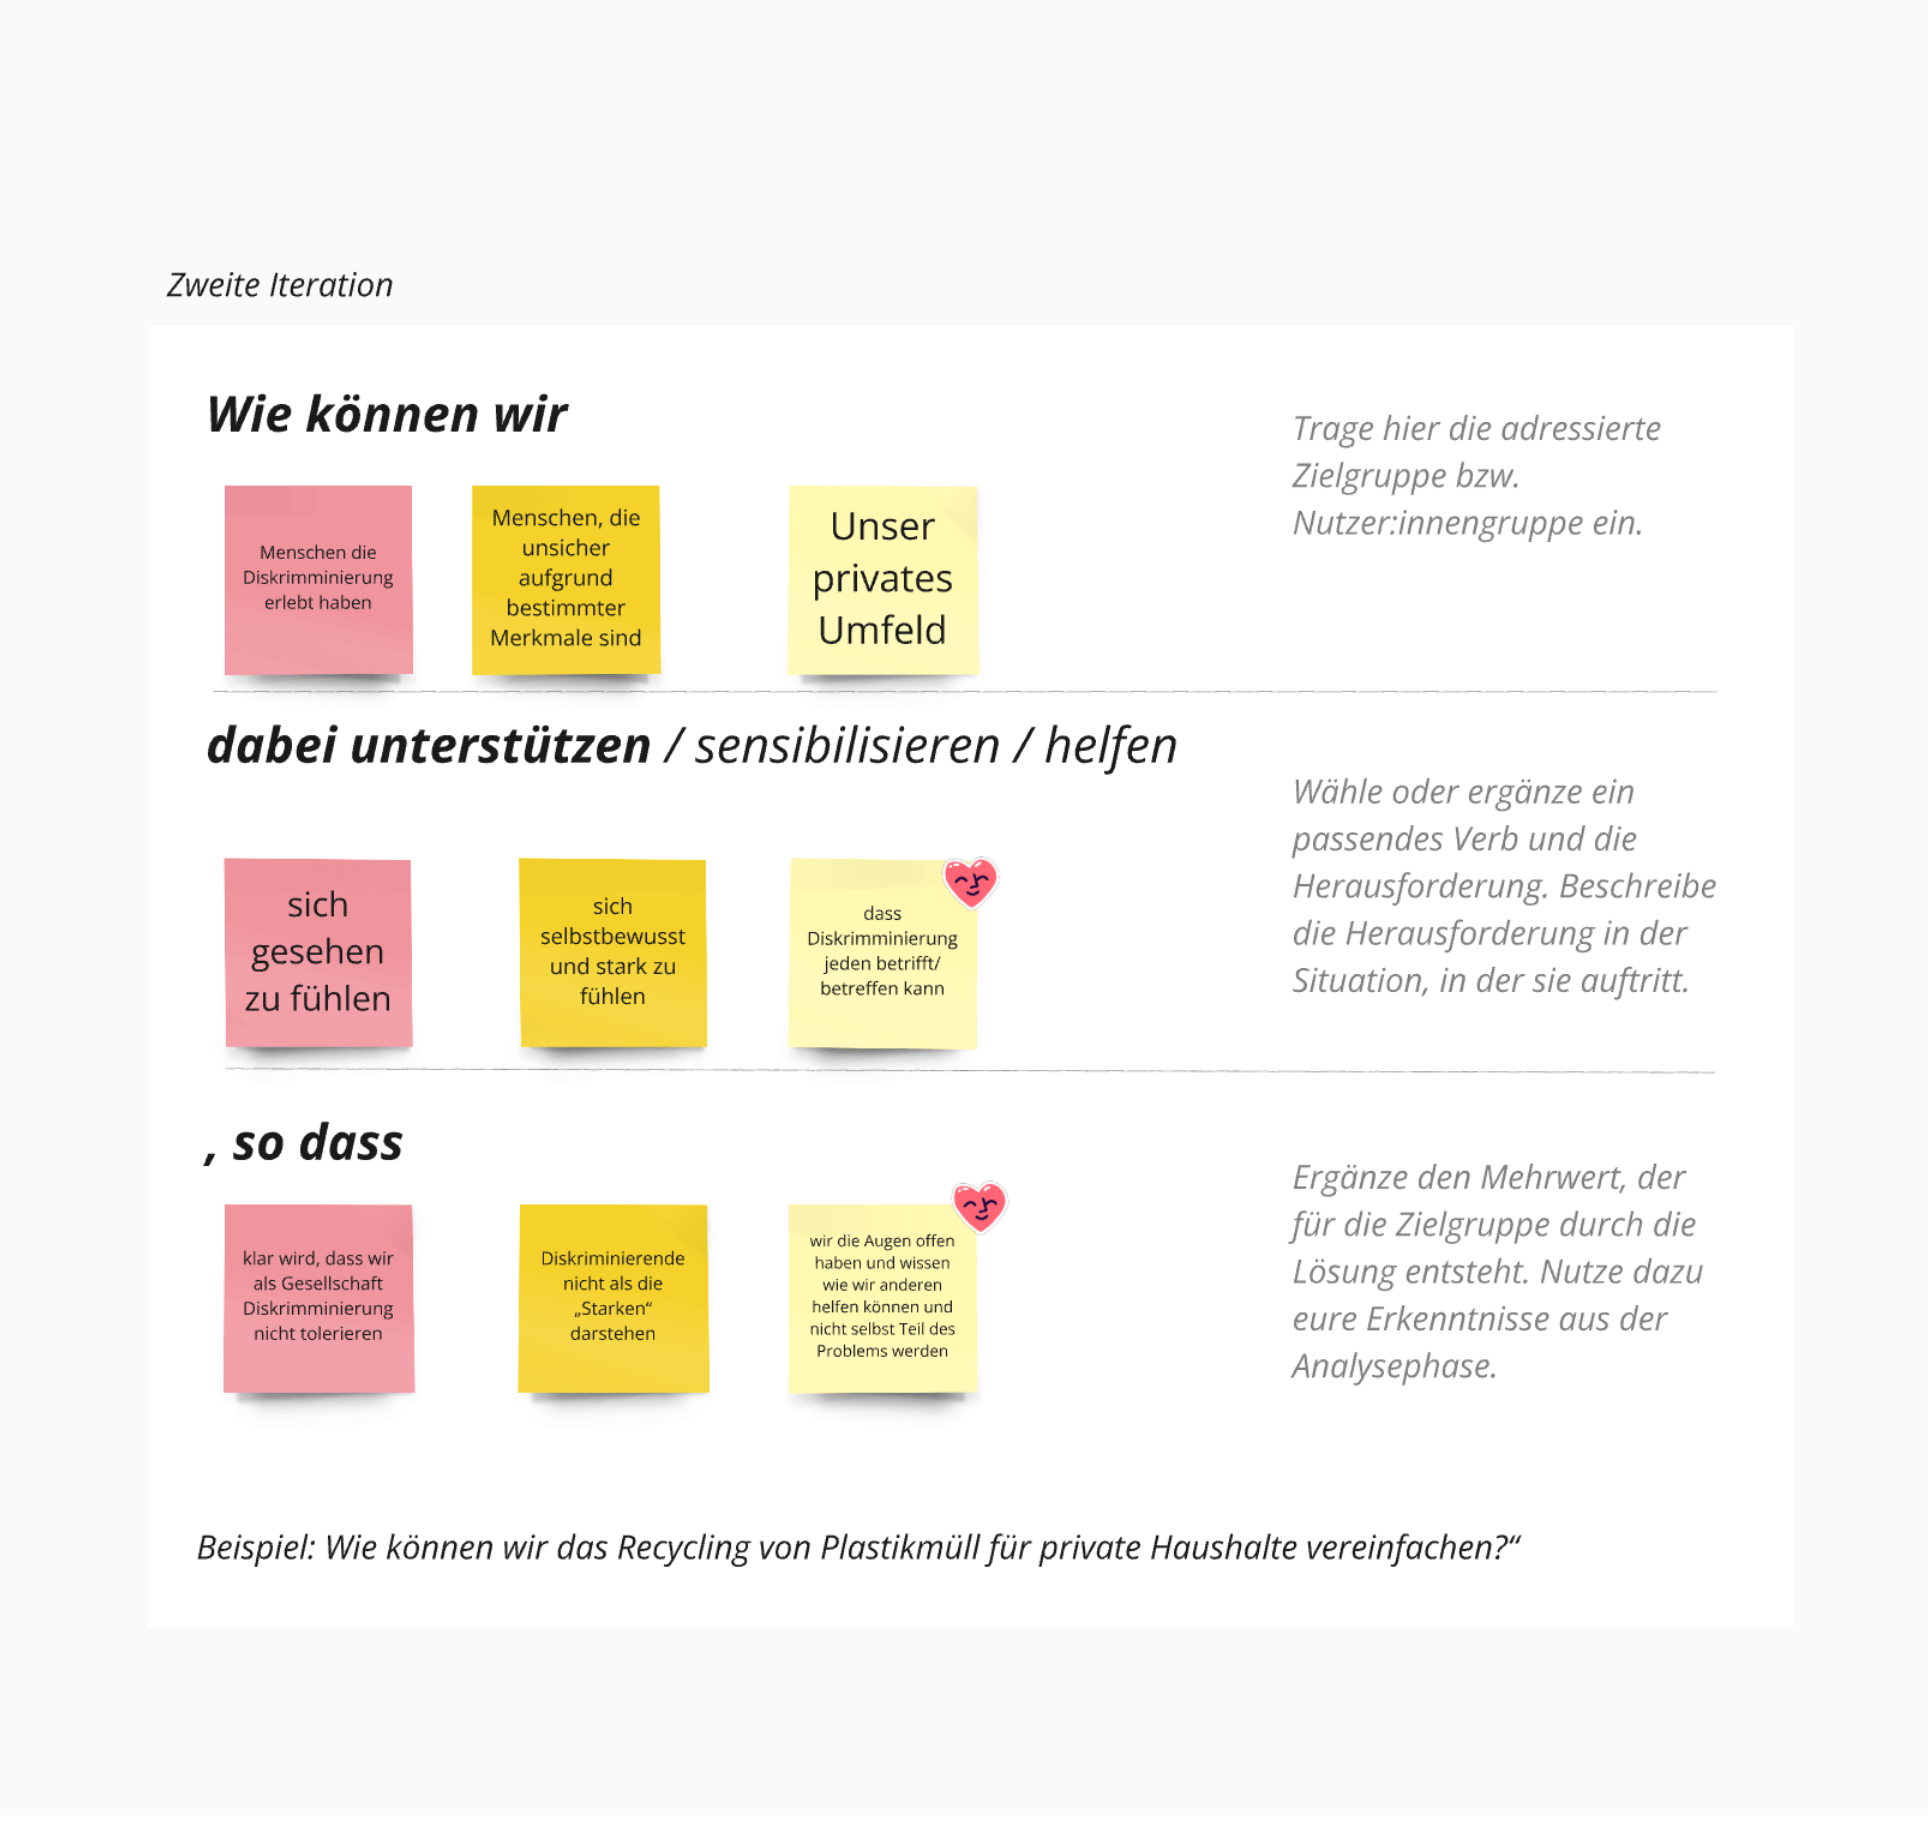 Zweite Iteration
Wie können wir
Trage hier die adressierte
Zielgruppe bzw.
Nutzer:innengruppe ein.
Menschen die
Diskrimminierung
erlebt haben
Menschen, die
unsicher
aufgrund
bestimmter
Merkmale sind
Unser
privates
Umfeld
dabei unterstützen / sensibilisieren / helfen
Wähle oder ergänze ein
passendes Verb und die
Herausforderung. Beschreibe
die Herausforderung in der
Situation, in der sie auftritt.
sich
gesehen
zu fühlen
sich
selbstbewusst
und stark zu
fühlen
dass
Diskrimminierung
jeden betrifft/
betreffen kann
, so dass
Ergänze den Mehrwert, der
für die Zielgruppe durch die
Lösung entsteht. Nutze dazu
eure Erkenntnisse aus der
Analysephase.
klar wird, dass wir
als Gesellschaft
Diskrimminierung
nicht tolerieren
Diskriminierende
nicht als die
„Starken“
darstehen
wir die Augen offen
haben und wissen
wie wir anderen
helfen können und
nicht selbst Teil des
Problems werden
Beispiel: Wie können wir das Recycling von Plastikmüll für private Haushalte vereinfachen?“